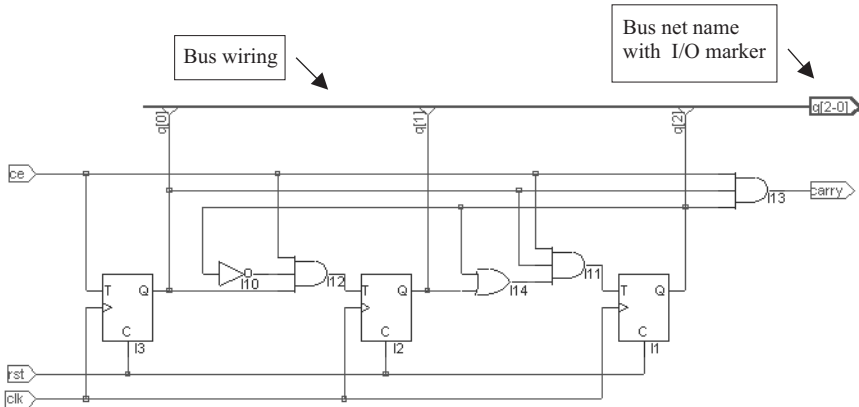 Bus wiring
Bus net name
with I/O marker
q[2-0]
q[0]
q[1]
q[2]
ce
carry
I13
I10
I12
I14
I11
T Q
C
I3
T Q
C
I2
T Q
C
I1
rst
clk